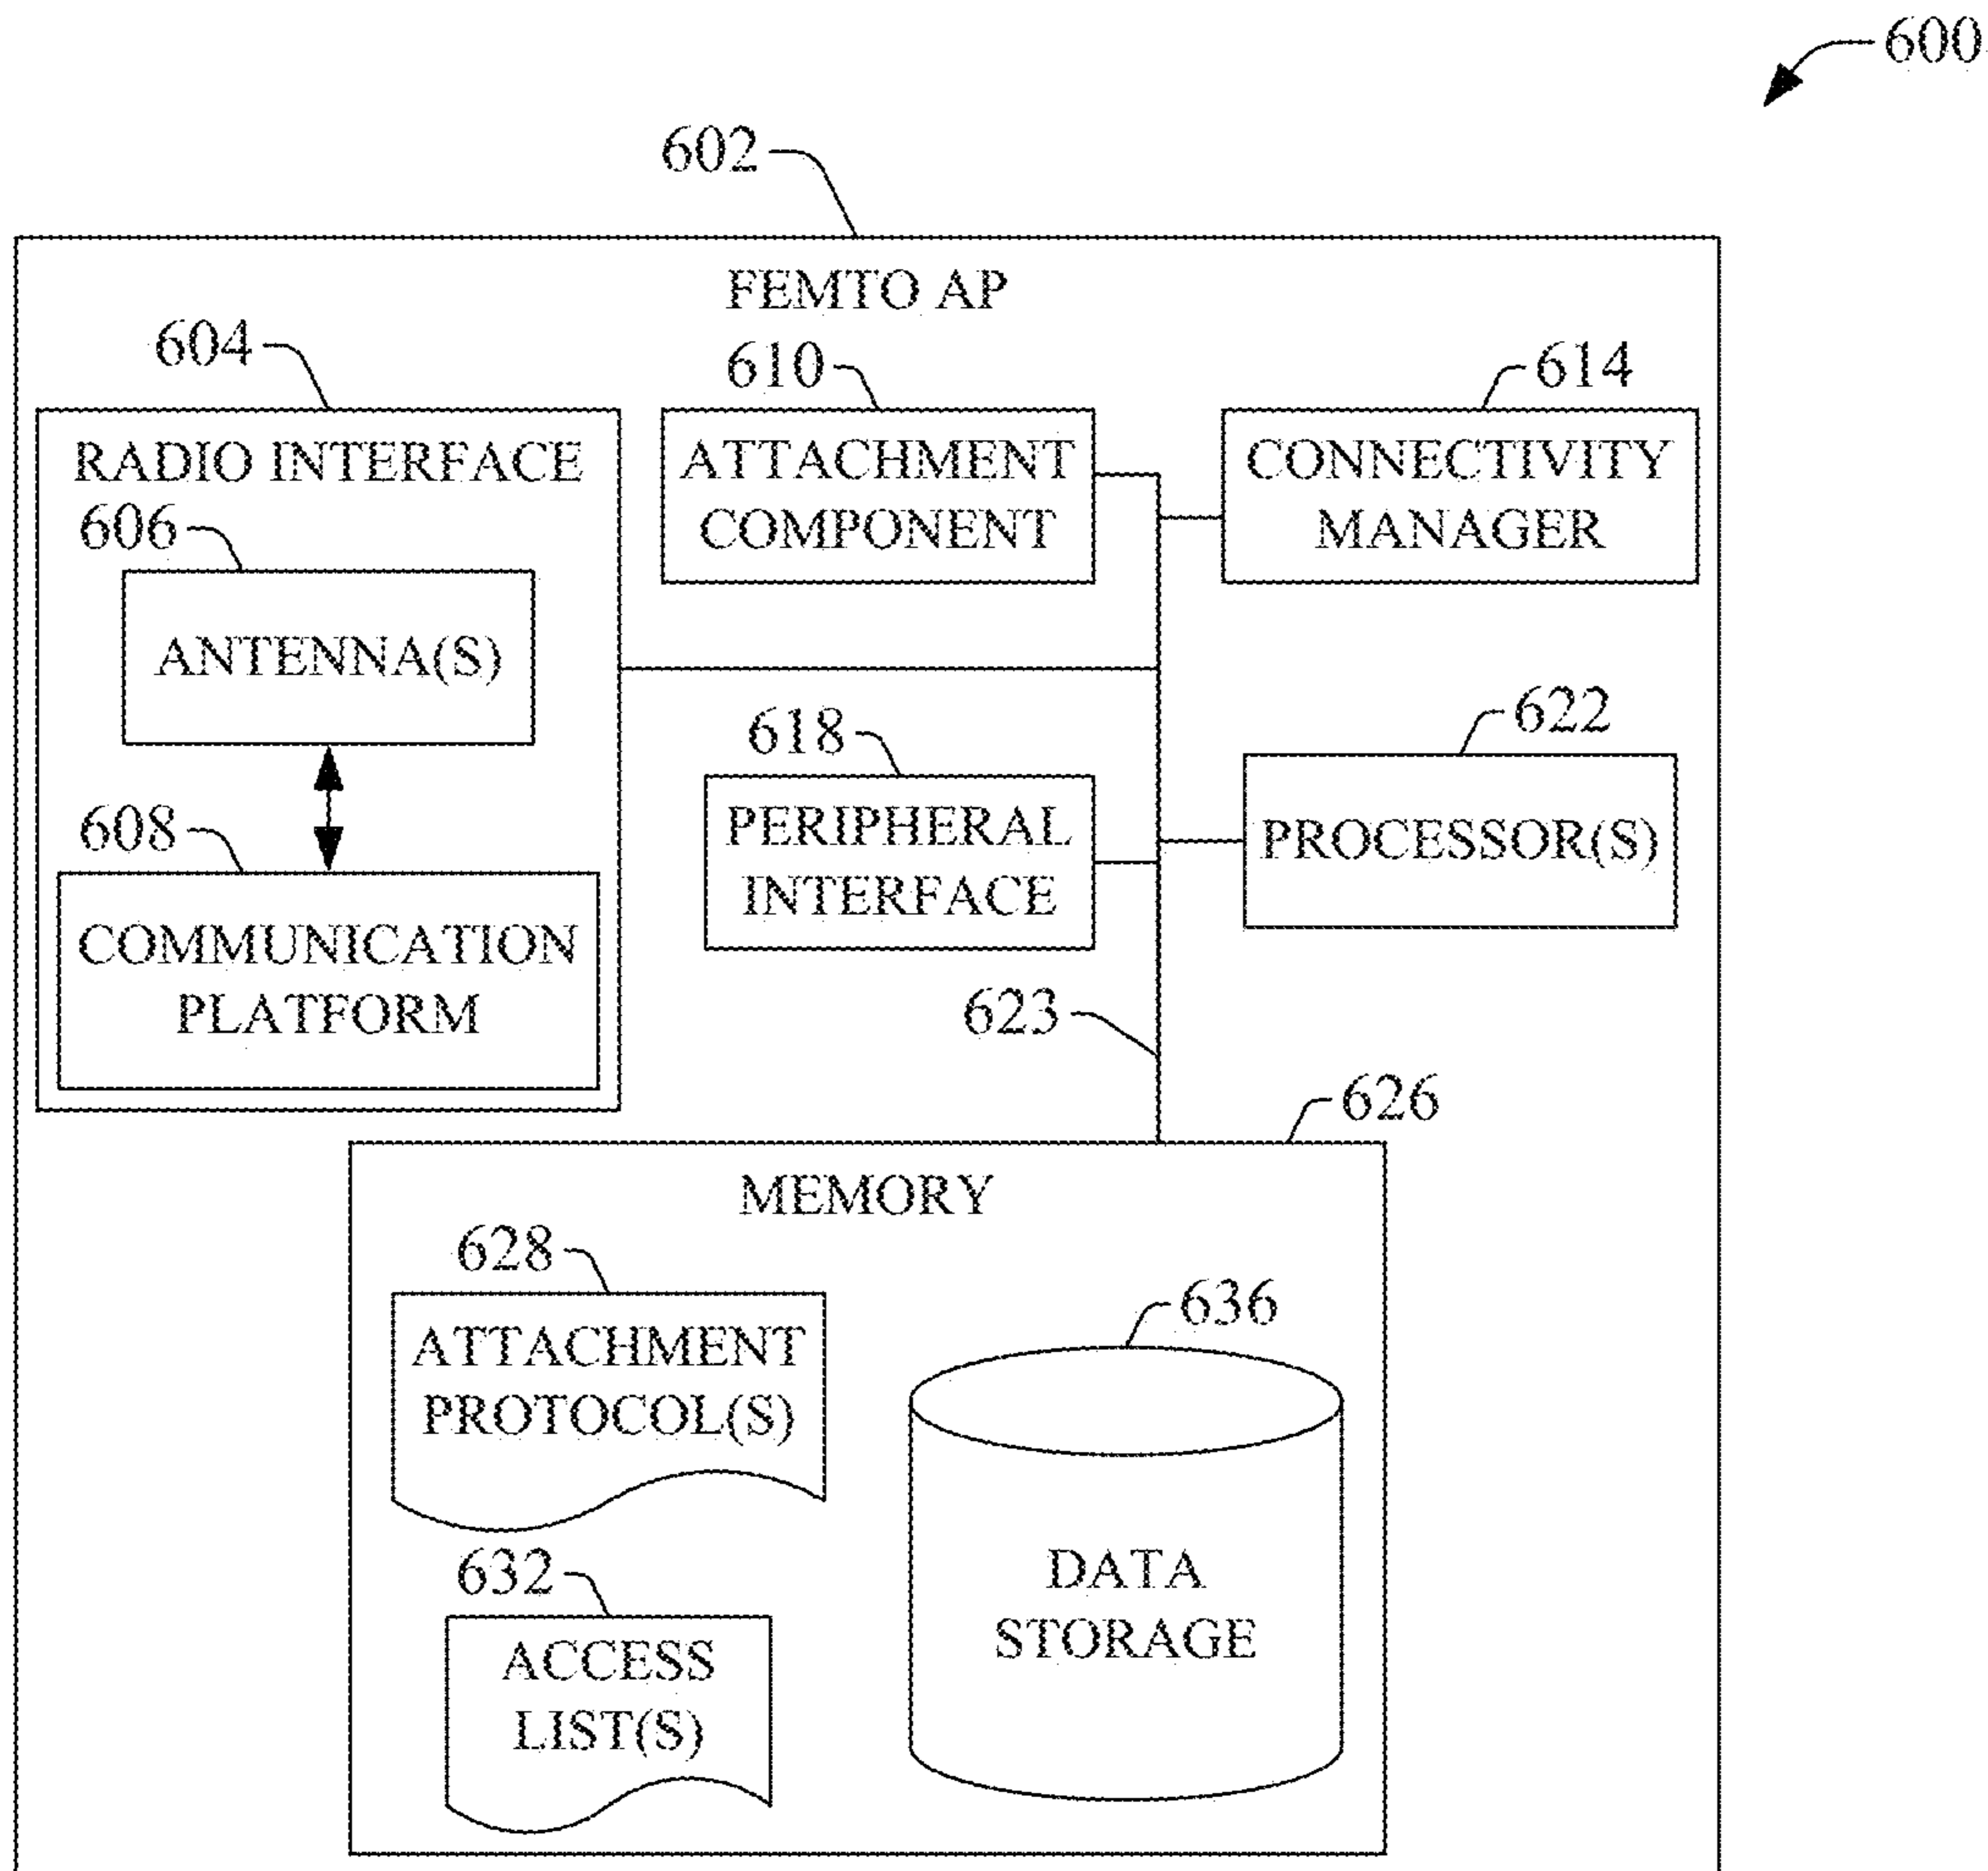 600
602
FEMTO AP
604
610
614
RADIO INTERFACE
ATTACHMENT
COMPONENT
CONNECTIVITY
MANAGER
606
ANTENNA(S)
618
622
608
PERIPHERAL
INTERFACE
PROCESSOR(S)
COMMUNICATION
PLATFORM
623
626
MEMORY
628
636
ATTACHMENT
PROTOCOL(S)
632
DATA
STORAGE
ACCESS
LIST(S)